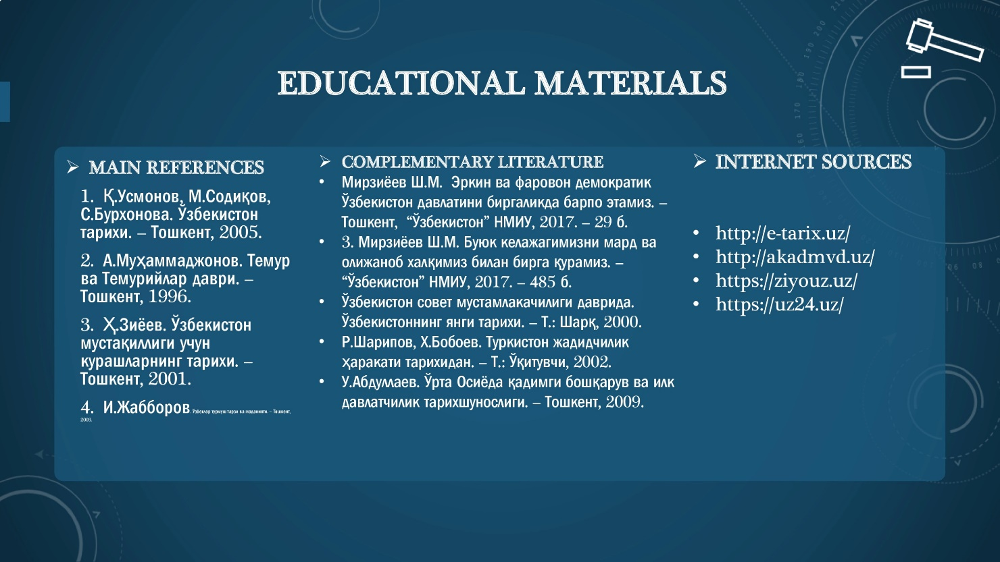 EDUCATIONAL MATERIALS
➢ MAIN REFERENCES
1. Қ.Усмонов, М.Содиқов,
С.Бурхонова. Ўзбекистон
тарихи. – Тошкент, 2005.
2. А.Муҳаммаджонов. Темур
ва Темурийлар даври. –
Тошкент, 1996.
3. Ҳ.Зиёев. Ўзбекистон
мустақиллиги учун
курашларнинг тарихи. –
Тошкент, 2001.
4. И.Жабборов. Ўзбеклар турмуш тарзи ва маданияти. – Тошкент,
2003.
➢ COMPLEMENTARY LITERATURE
• Мирзиёев Ш.М. Эркин ва фаровон демократик
Ўзбекистон давлатини биргаликда барпо этамиз. –
Тошкент, “Ўзбекистон” НМИУ, 2017. – 29 б.
• 3. Мирзиёев Ш.М. Буюк келажагимизни мард ва
олижаноб халқимиз билан бирга қурамиз. –
“Ўзбекистон” НМИУ, 2017. – 485 б.
• Ўзбекистон совет мустамлакачилиги даврида.
Ўзбекистоннинг янги тарихи. – Т.: Шарқ, 2000.
• Р.Шарипов, Х.Бобоев. Туркистон жадидчилик
ҳаракати тарихидан. – Т.: Ўқитувчи, 2002.
• У.Абдуллаев. Ўрта Осиёда қадимги бошқарув ва илк
давлатчилик тарихшунослиги. – Тошкент, 2009.
➢ INTERNET SOURCES
• http://e-tarix.uz/
• http://akadmvd.uz/
• https://ziyouz.uz/
• https://uz24.uz/